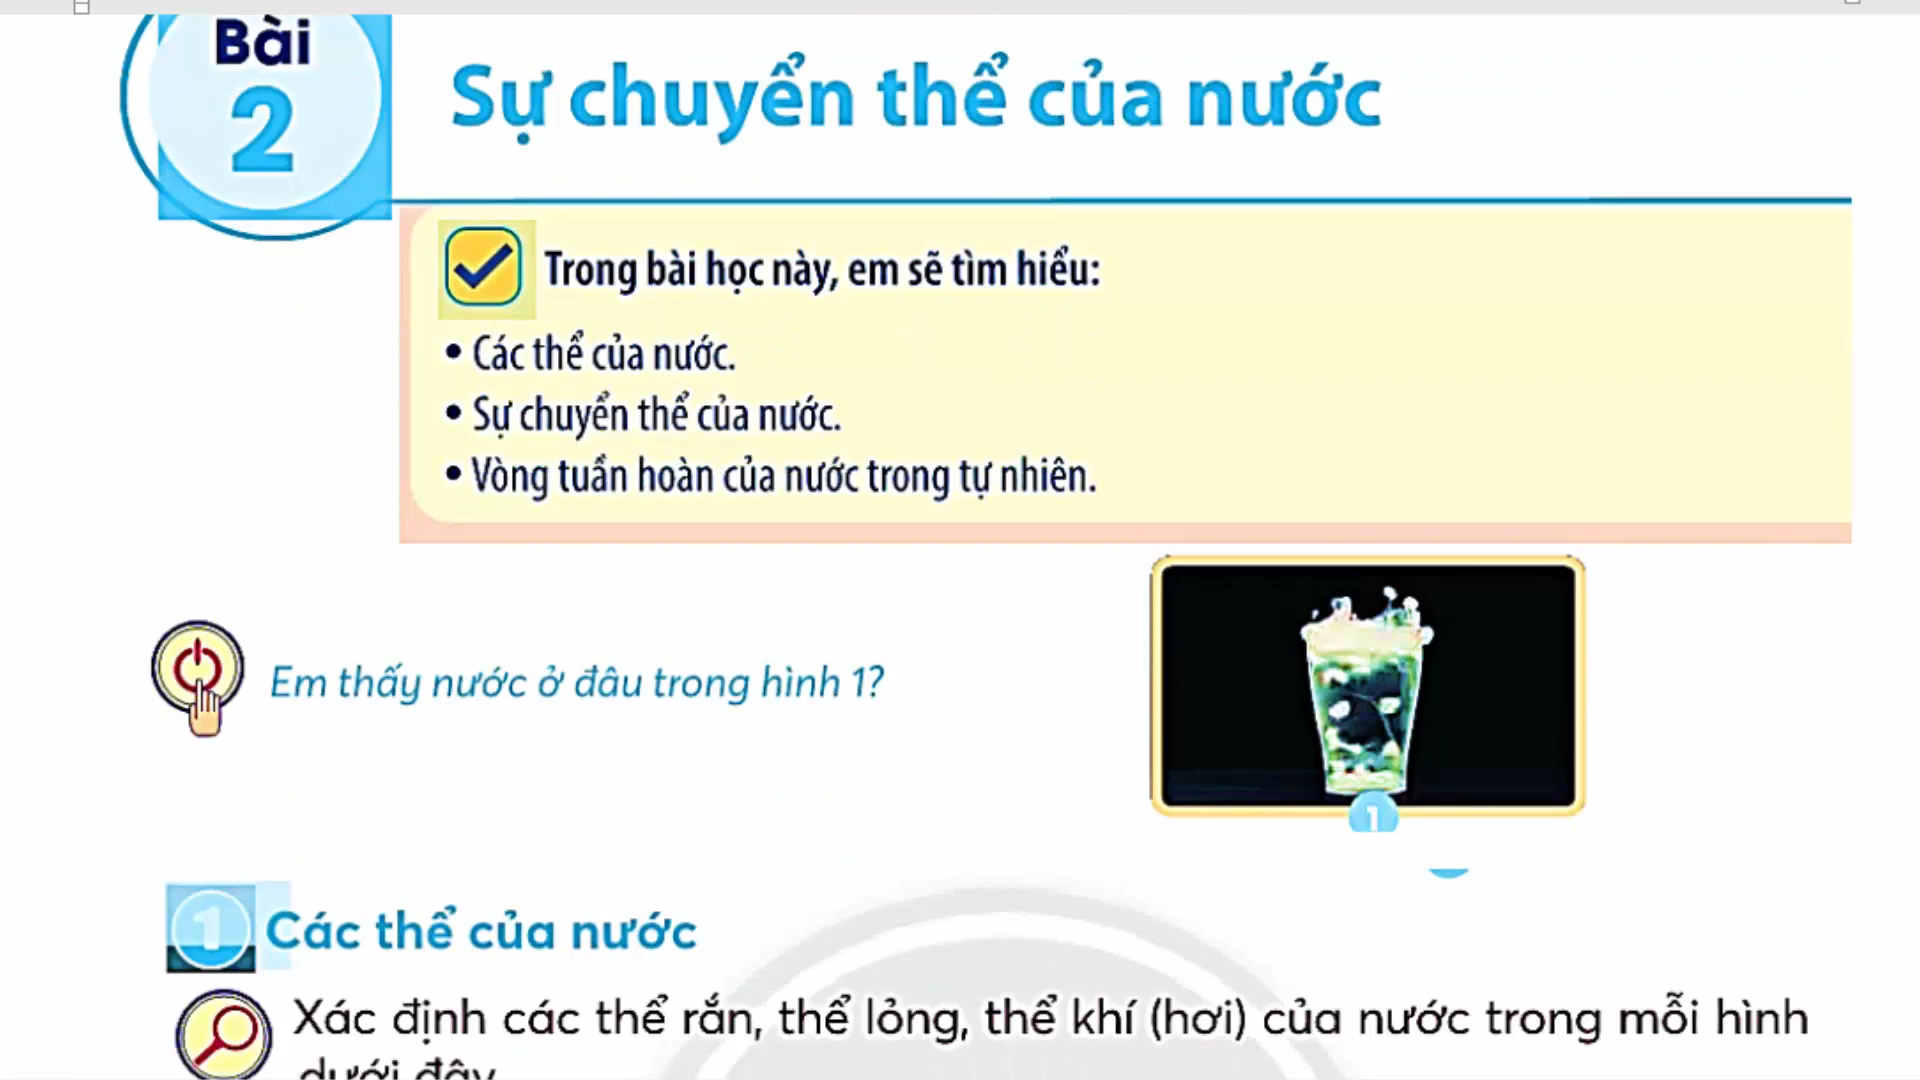 Bài
2
Sự chuyển thể của nước
Trong bài học này, em sẽ tìm hiểu:
• Các thể của nước.
• Sự chuyển thể của nước.
• Vòng tuần hoàn của nước trong tự nhiên.
Em thấy nước ở đâu trong hình 1?
1
1 Các thể của nước
Xác định các thể rắn, thể lỏng, thể khí (hơi) của nước trong mỗi hình
dưới đây